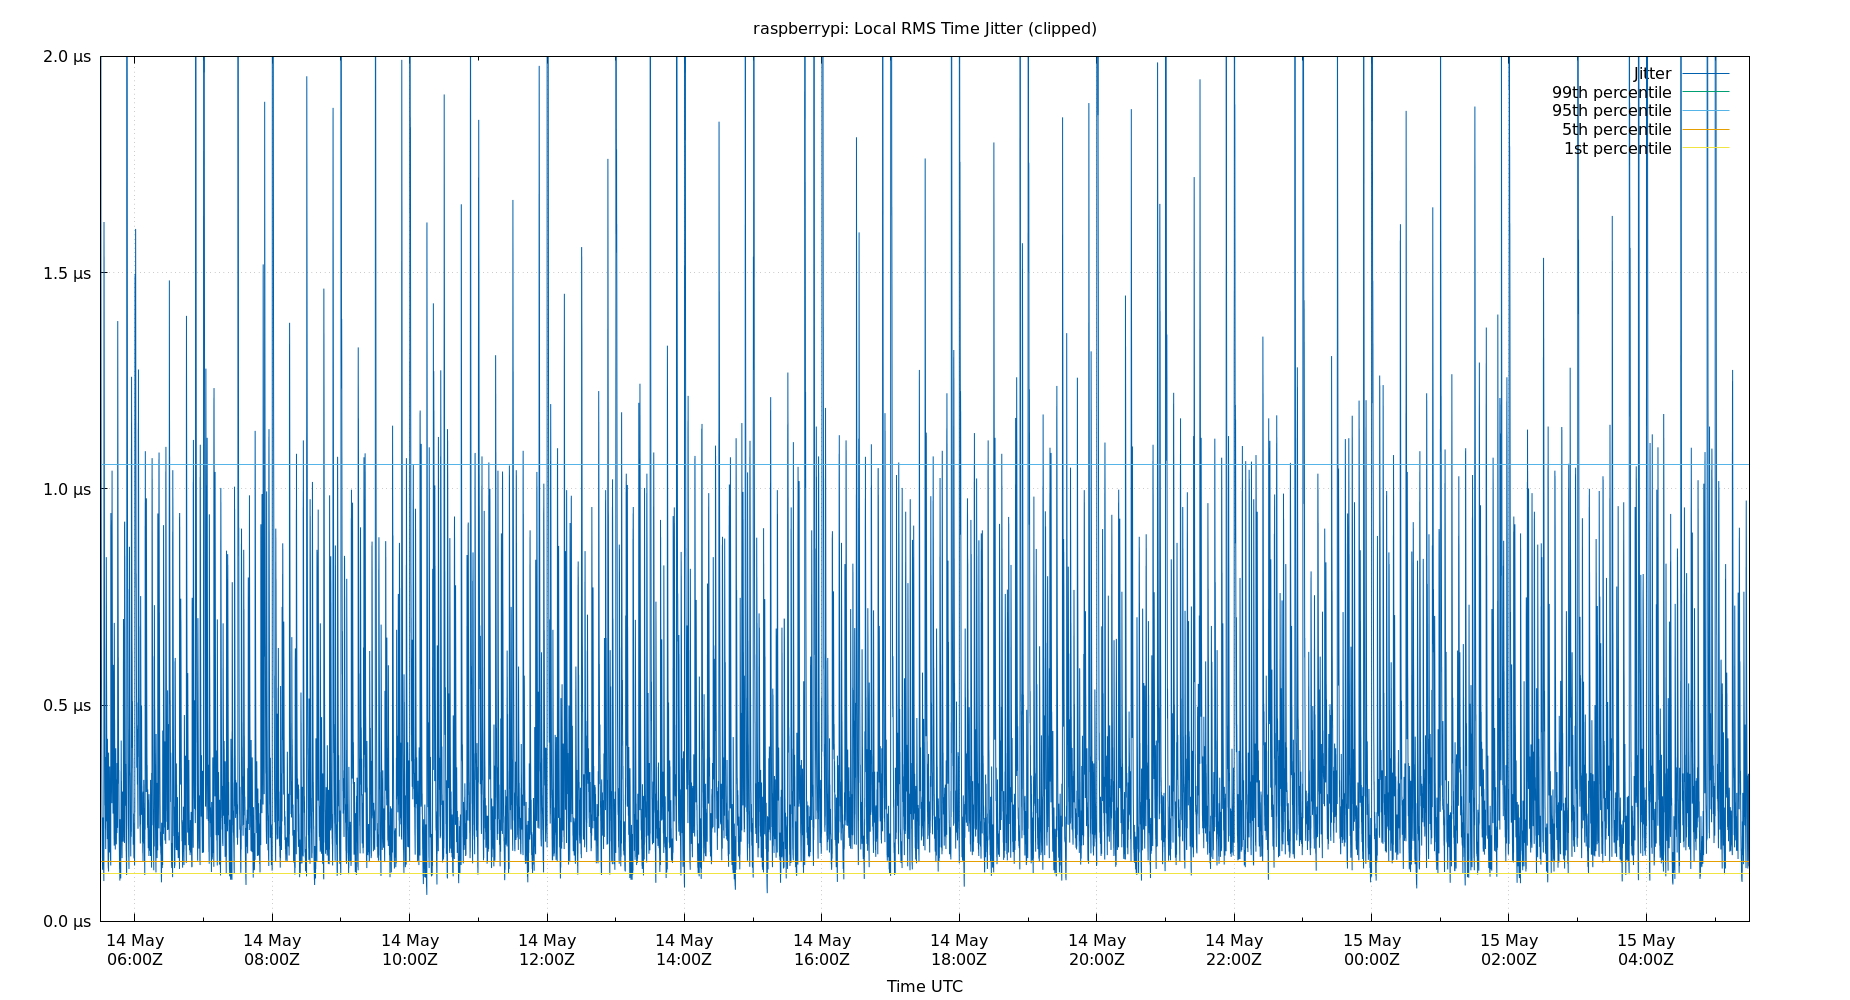 raspberrypi: Local RMS Time Jitter (clipped)
2.0 µs
1.5 µs
1.0 µs
0.5 µs
0.0 µs
Jitter
99th percentile
95th percentile
5th percentile
1st percentile
14 May 14 May 14 May 14 May 14 May 14 May 14 May 14 May 14 May 15 May 15 May 15 May
06:00Z 08:00Z 10:00Z 12:00Z 14:00Z 16:00Z 18:00Z 20:00Z 22:00Z 00:00Z 02:00Z 04:00Z
Time UTC